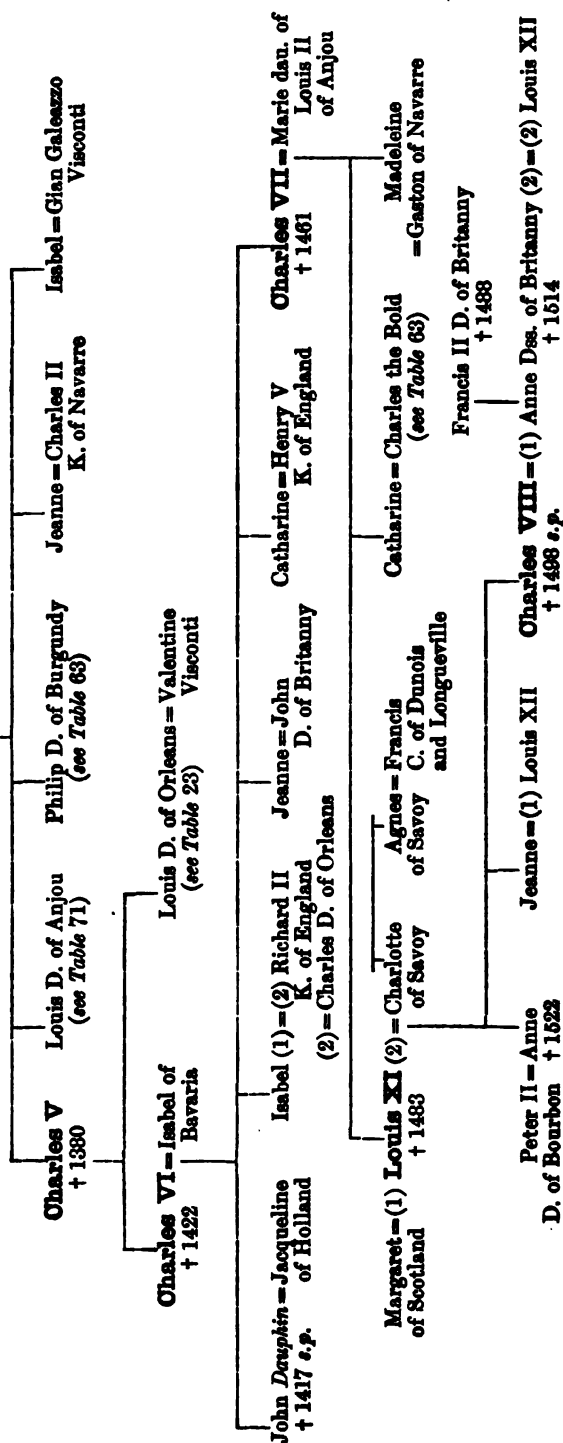 Charles V
† 1380
Louis D. of Anjou
(see Table 71)
Philip D. of Burgundy
(see Table 63)
Jeanne=Charles II
K. of Navarre
Isabel=Gian Galeazzo
Visconti
Charles VI=Isabel of
† 1422 Bavaria
Louis D. of Orleans=Valentine
(see Table 23) Visconti
John Dauphin=Jacqueline
† 1417 s.p. of Holland
Isabel (1)=(2) Richard II
K. of England
(2)=Charles D. of Orleans
Jeanne=John
D. of Britanny
Catharine=Henry V
K. of England
Charles VII=Marie dau. of
† 1461 Louis II
of Anjou
Margaret=(1) Louis XI (2)=Charlotte
of Scotland † 1483 of Savoy
Agnes=Francis
of Savoy C. of Dunois
and Longueville
Catharine=Charles the Bold
(see Table 63)
Madeleine
=Gaston of Navarre
Francis II D. of Britanny
† 1488
Peter II=Anne
D. of Bourbon † 1522
Jeanne=(1) Louis XII
Charles VIII=(1) Anne Dss. of Britanny (2)=(2) Louis XII
† 1498 s.p. † 1514